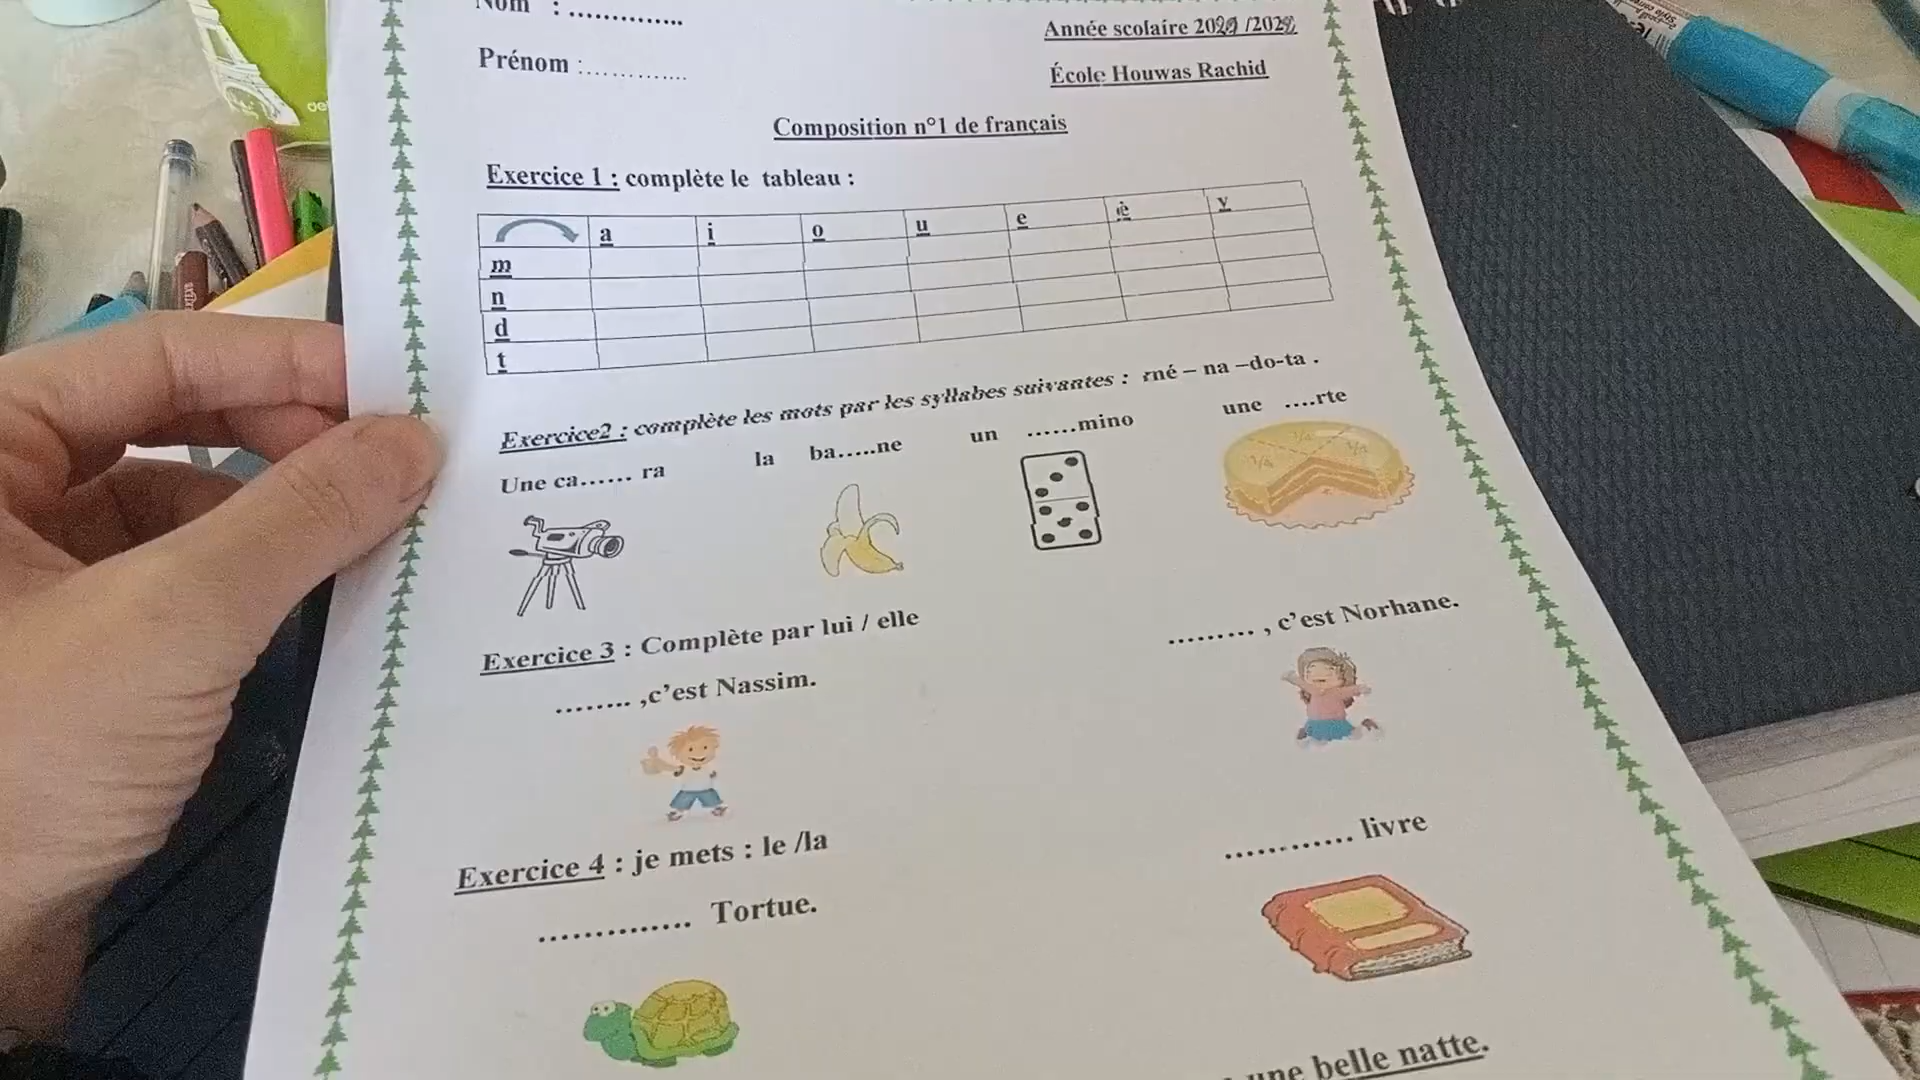 Nom : ..............
Année scolaire
Prénom :.............
École Houwas Rachid
Composition n°1 de français
Exercice 1 : complète le tableau :
a i o u e è y
m
n
d
t
Exercice2 : complète les mots par les syllabes suivantes : mé – na –do-ta .
Une ca...... ra la ba.....ne un ......mino une ....rte
Exercice 3 : Complète par lui / elle
........ ,c’est Nassim. ......... , c’est Norhane.
Exercice 4 : je mets : le /la
.............. Tortue. ............ livre
une belle natte.